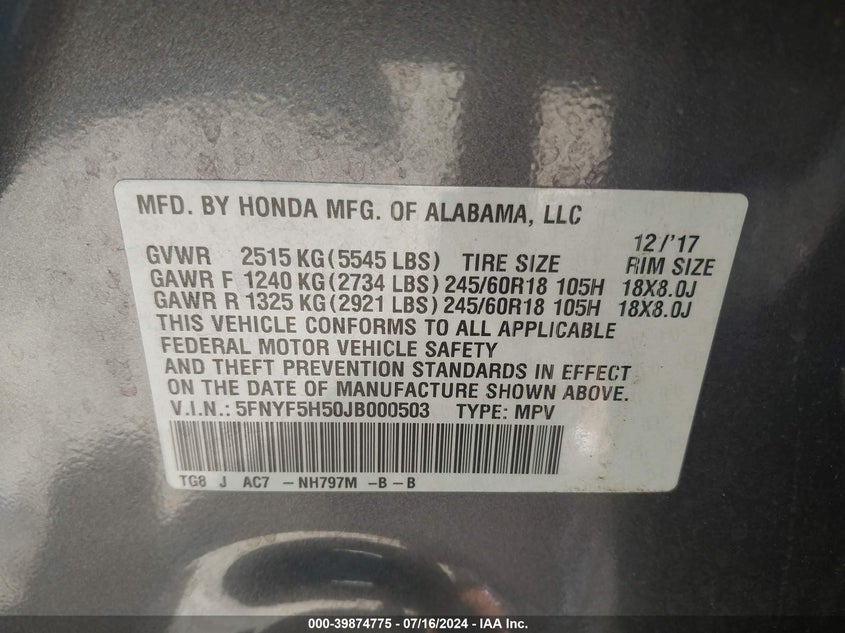 MFD. BY HONDA MFG. OF ALABAMA, LLC
12/'17
GVWR 2515 KG (5545 LBS) TIRE SIZE RIM SIZE
GAWR F 1240 KG (2734 LBS) 245/60R18 105H 18X8.0J
GAWR R 1325 KG (2921 LBS) 245/60R18 105H 18X8.0J
THIS VEHICLE CONFORMS TO ALL APPLICABLE
FEDERAL MOTOR VEHICLE SAFETY
AND THEFT PREVENTION STANDARDS IN EFFECT
ON THE DATE OF MANUFACTURE SHOWN ABOVE.
V.I.N.: 5FNYF5H50JB000503 TYPE: MPV
TG8 J AC7 -NH797M -B -B
000-39874775 - 07/16/2024 - IAA Inc.